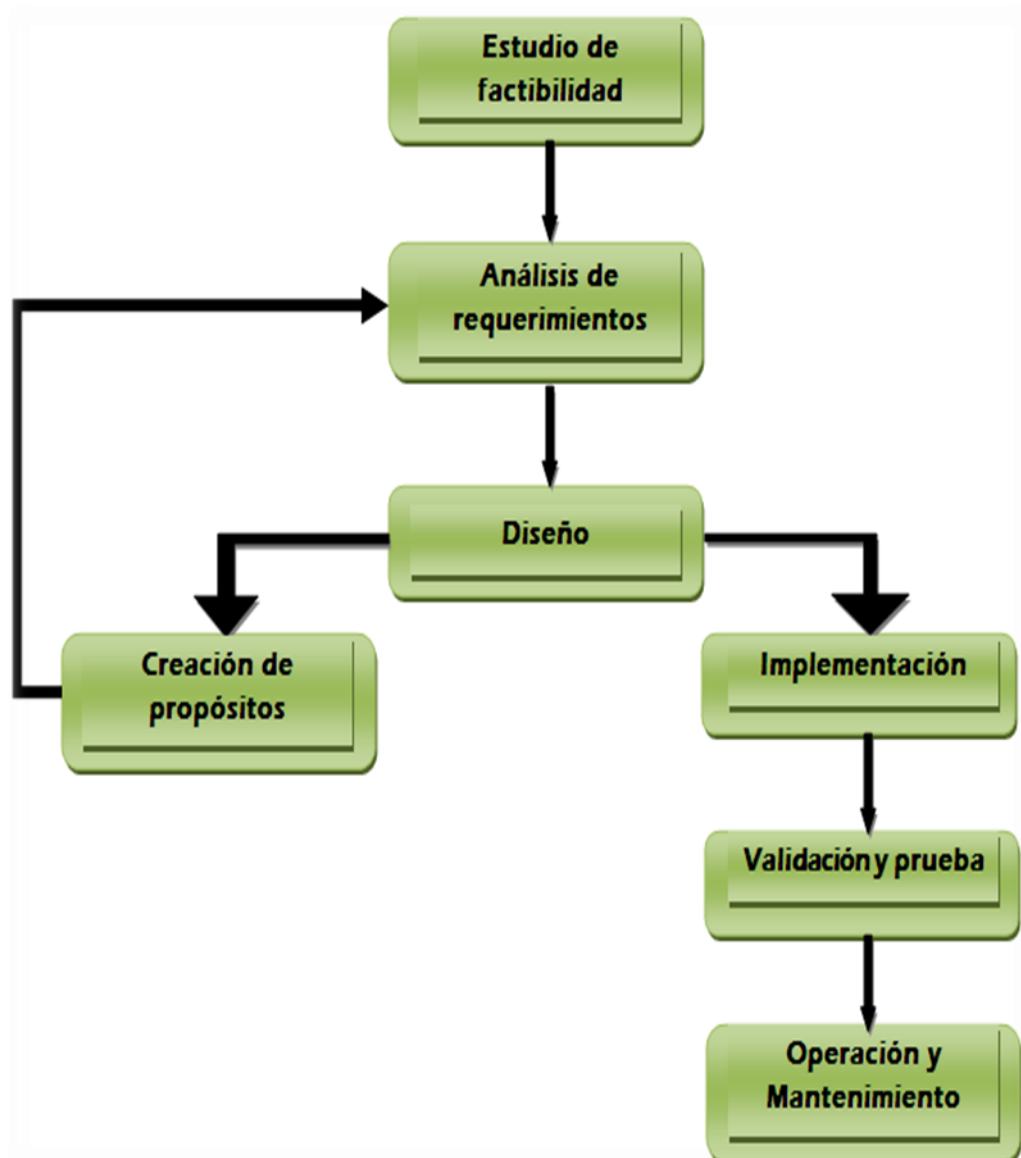 Estudio de
factibilidad
Análisis de
requerimientos
Diseño
Creación de
propósitos
Implementación
Validación y prueba
Operación y
Mantenimiento